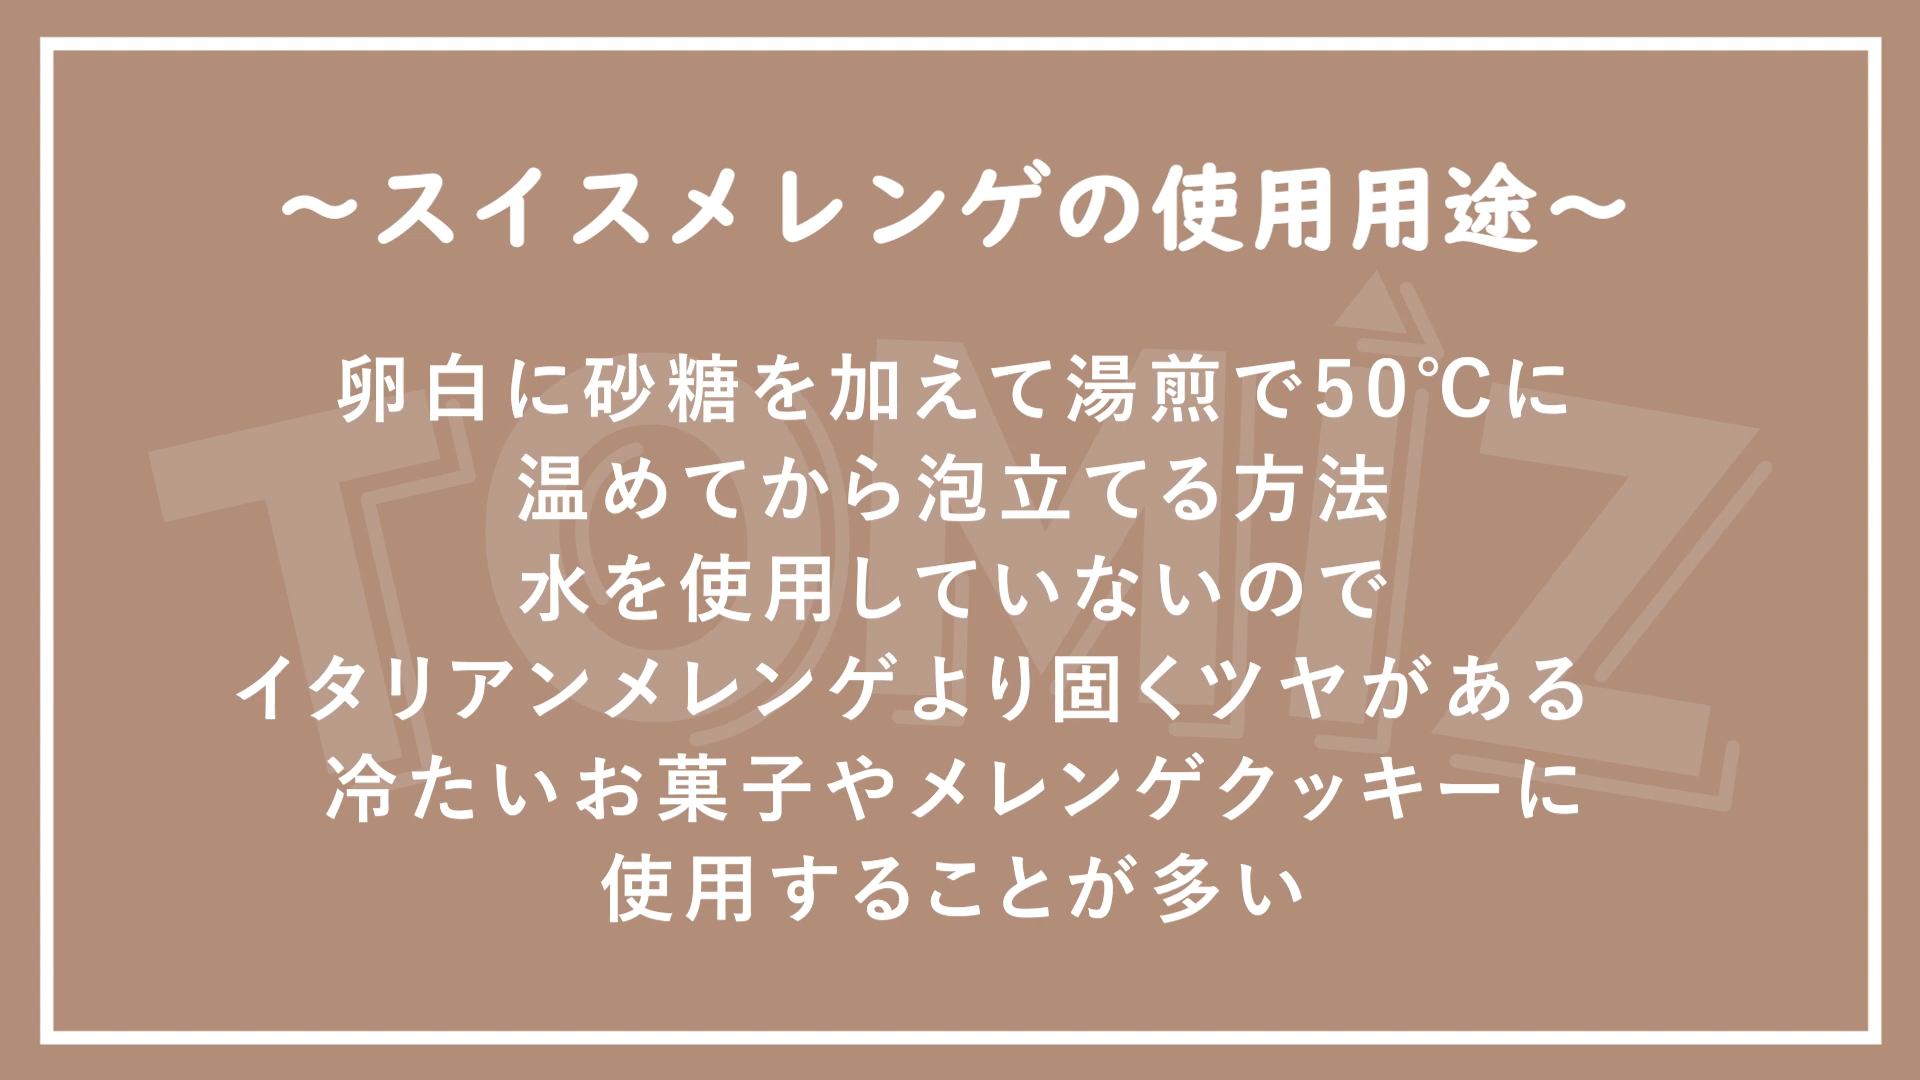 ～スイスメレンゲの使用用途～
卵白に砂糖を加えて湯煎で50℃に
温めてから泡立てる方法
水を使用していないので
イタリアンメレンゲより固くツヤがある
冷たいお菓子やメレンゲクッキーに
使用することが多い
TOMIZ